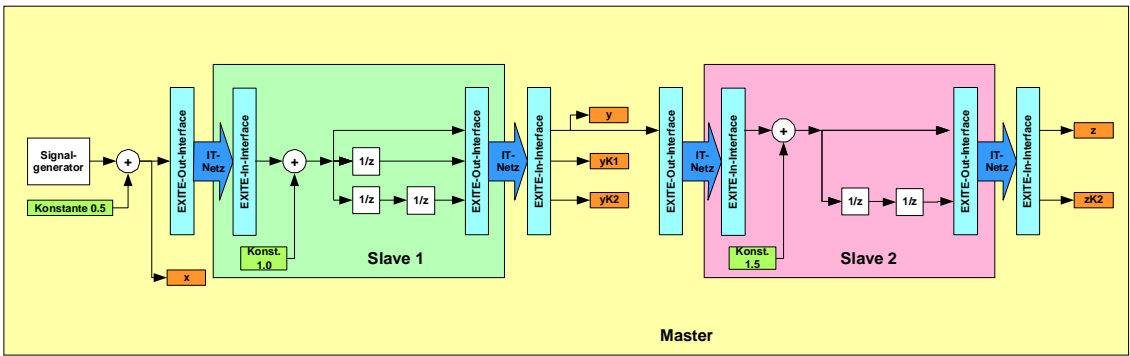 Signal-
generator
+
Konstante 0.5
x
EXITE-Out-Interface
IT-
Netz
EXITE-In-Interface
+
Konst.
1.0
1/z
1/z
1/z
Slave 1
EXITE-Out-Interface
IT-
Netz
EXITE-In-Interface
y
yK1
yK2
EXITE-Out-Interface
IT-
Netz
EXITE-In-Interface
+
Konst.
1.5
1/z
1/z
Slave 2
EXITE-Out-Interface
IT-
Netz
EXITE-In-Interface
z
zK2
Master